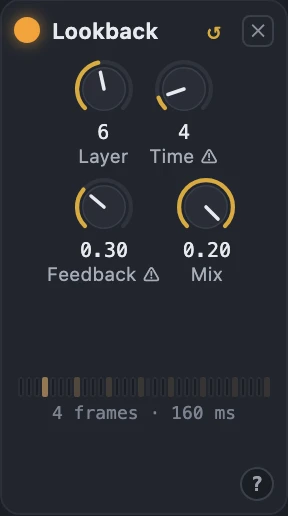 Lookback
6 4
Layer Time
0.30 0.20
Feedback Mix
4 frames · 160 ms
?